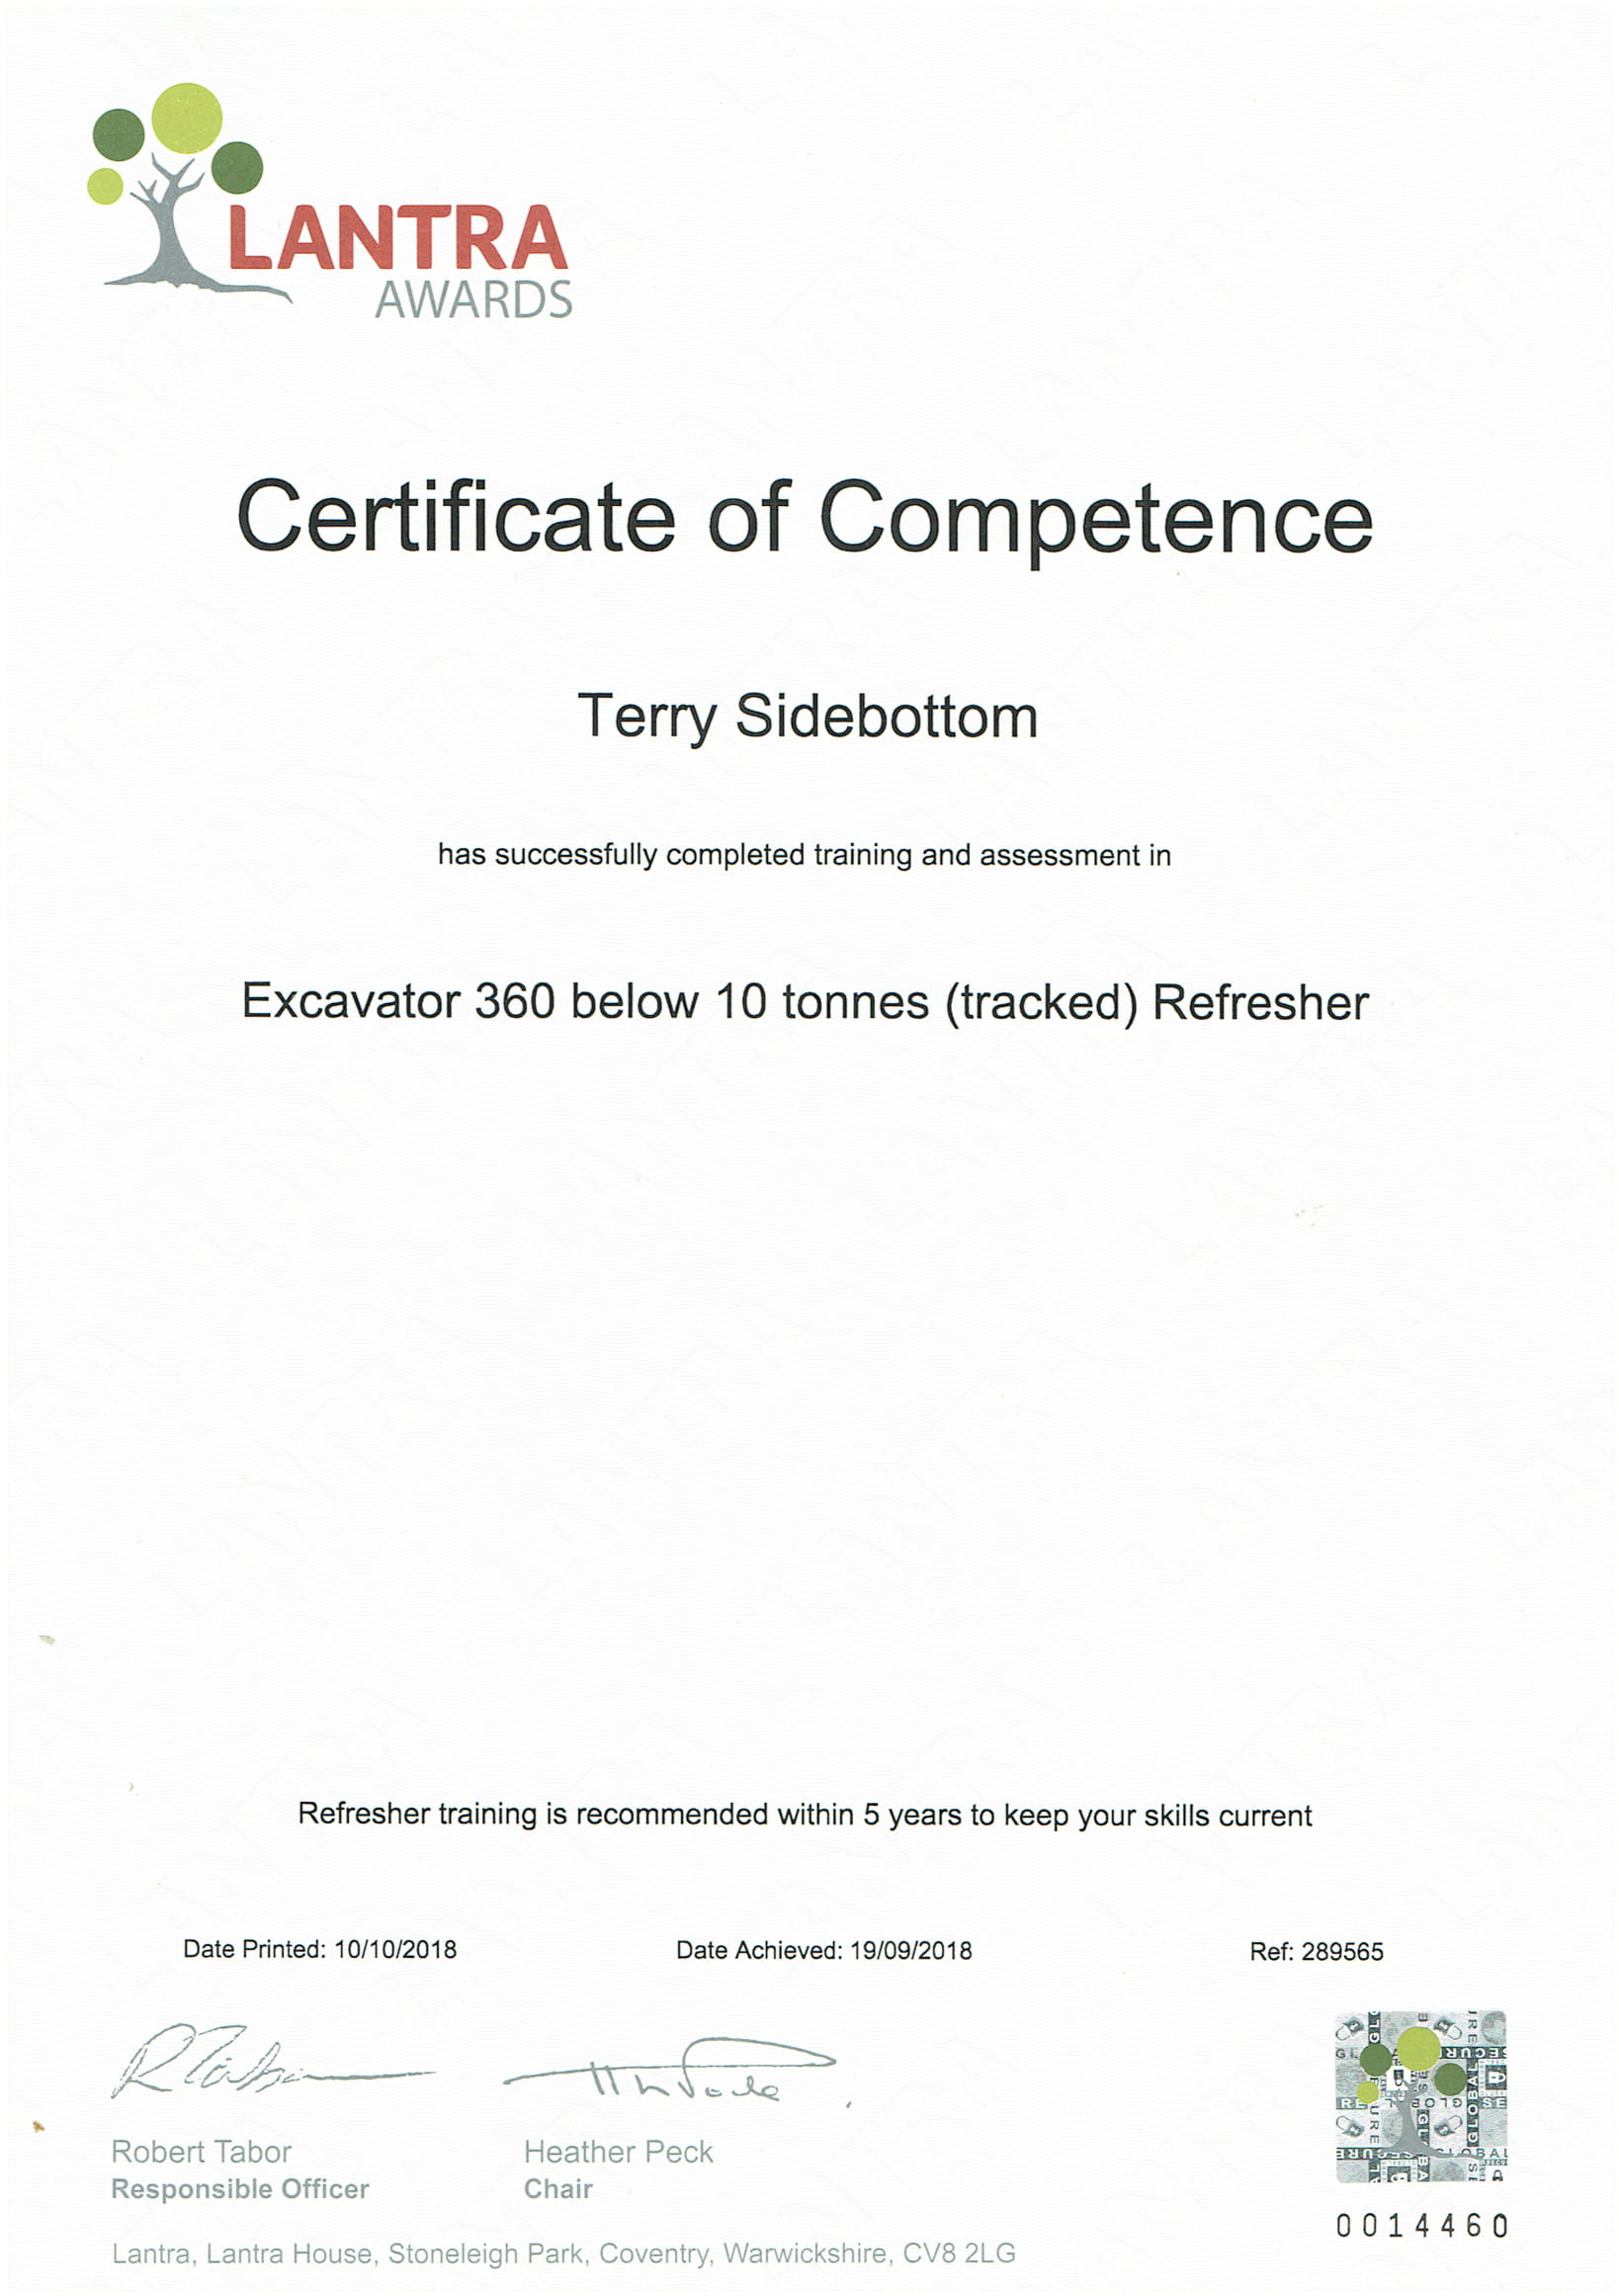 LANTRA
AWARDS
Certificate of Competence
Terry Sidebottom
has successfully completed training and assessment in
Excavator 360 below 10 tonnes (tracked) Refresher
Refresher training is recommended within 5 years to keep your skills current
Date Printed: 10/10/2018 Date Achieved: 19/09/2018 Ref: 289565
Robert Tabor Heather Peck
Responsible Officer Chair
0014460
Lantra, Lantra House, Stoneleigh Park, Coventry, Warwickshire, CV8 2LG